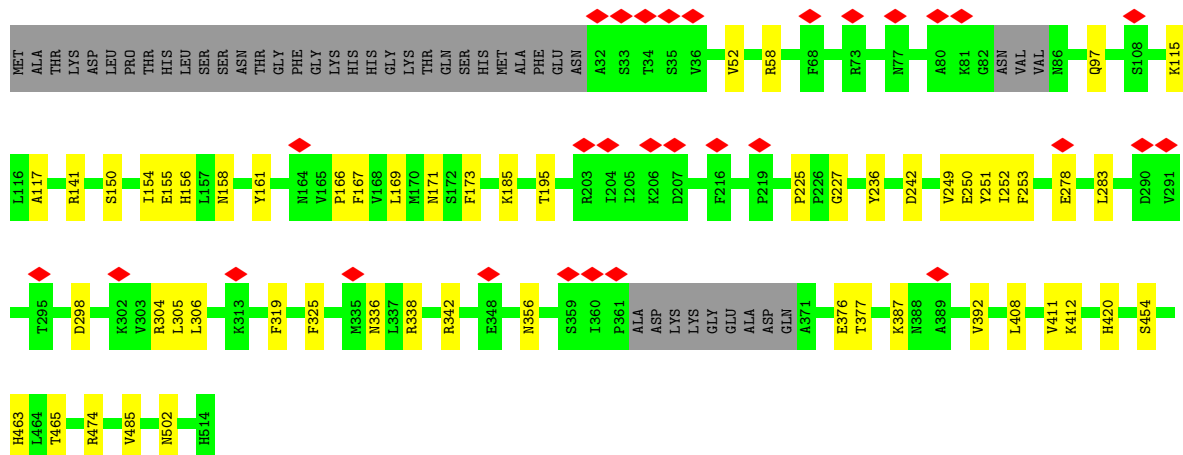 MET ALA THR LYS ASP LEU PRO THR HIS LEU SER SER ASN THR GLY PHE GLY LYS HIS HIS GLY LYS THR GLN SER HIS MET ALA PHE GLU ASN A32 S33 T34 S35 V36 V52 R58 F68 R73 N77 A80 K81 G82 ASN VAL VAL N86 Q97 S108 K115
L116 A117 R141 S150 I154 E155 H156 L157 N158 Y161 N164 V165 P166 F167 V168 L169 M170 N171 S172 F173 K185 T195 R203 I204 I205 K206 D207 F216 P219 P225 P226 G227 Y236 D242 V249 E250 Y251 I252 F253 E278 L283 D290 V291
T295 D298 K302 V303 R304 L305 L306 K313 F319 F325 M335 N336 L337 R338 R342 E348 N356 S359 I360 P361 ALA ASP LYS LYS GLY GLU ALA ASP GLN A371 E376 T377 K387 N388 A389 V392 L408 V411 K412 H420 S454
H463 L464 T465 R474 V485 N502 H514